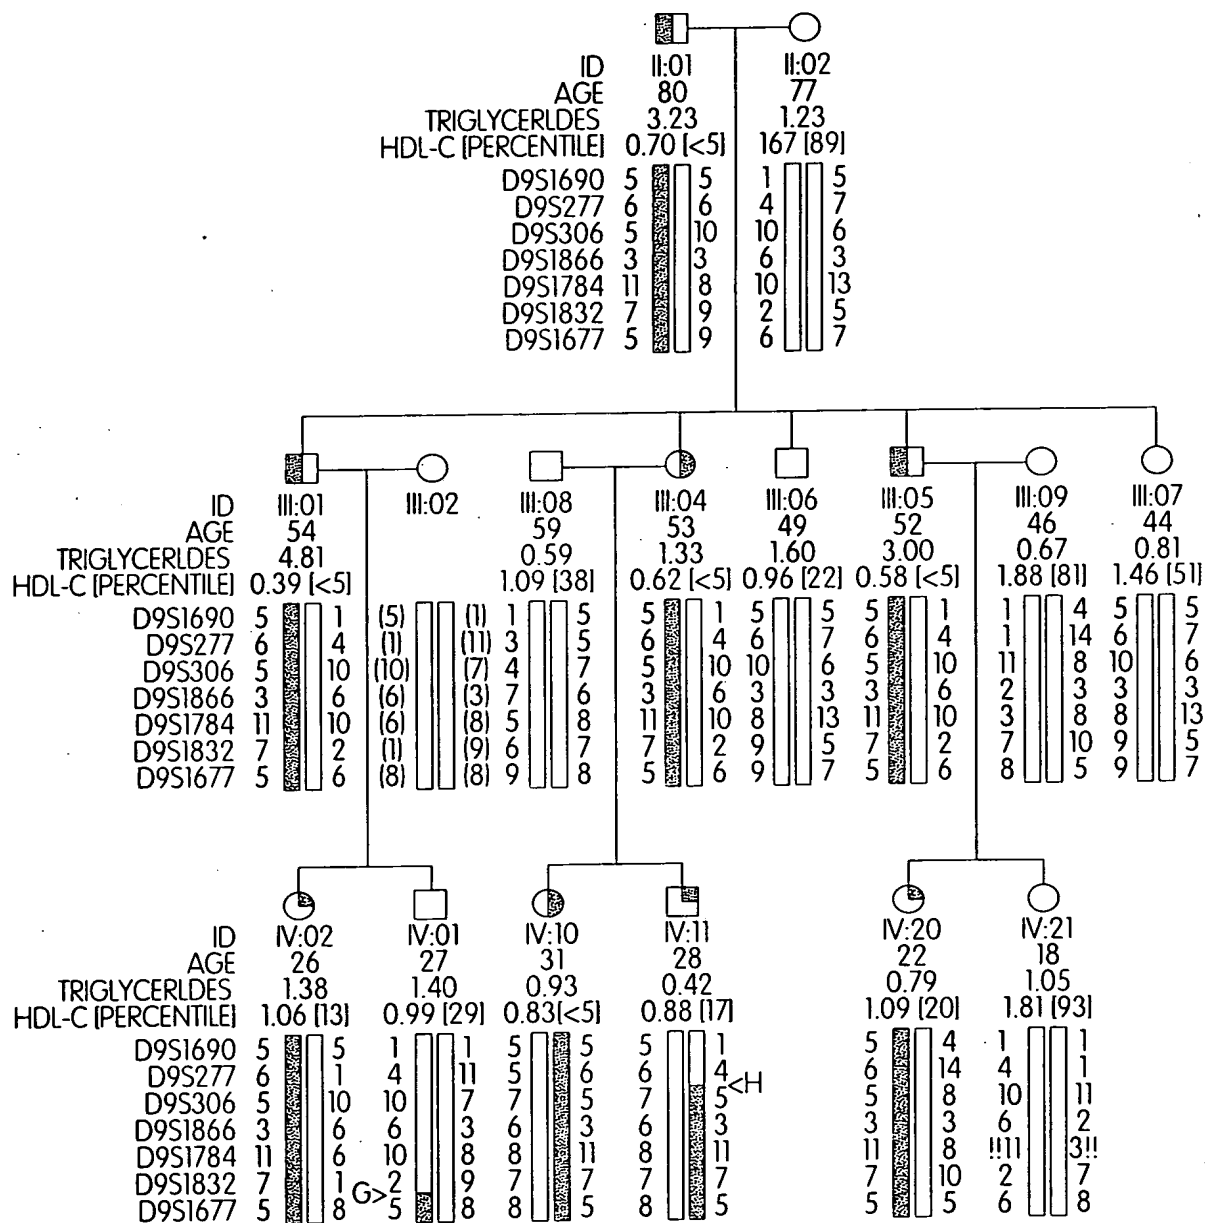 ID II:01 II:02
AGE 80 77
TRIGLYCERLDES 3.23 1.23
HDL-C [PERCENTILE] 0.70 [<5] 167 [89]
D9S1690 5 5 1 5
D9S277 6 6 4 7
D9S306 5 10 10 6
D9S1866 3 3 6 3
D9S1784 11 8 10 13
D9S1832 7 9 2 5
D9S1677 5 9 6 7
ID III:01 III:02 III:08 III:04 III:06 III:05 III:09 III:07
AGE 54 59 53 49 52 46 44
TRIGLYCERLDES 4.81 0.59 1.33 1.60 3.00 0.67 0.81
HDL-C [PERCENTILE] 0.39 [<5] 1.09 [38] 0.62 [<5] 0.96 [22] 0.58 [<5] 1.88 [81] 1.46 [51]
D9S1690 5 1 (5) (1) 1 5 5 1 5 5 5 1 1 4 5 5
D9S277 6 4 (1) (11) 3 5 6 4 6 7 6 4 1 14 6 7
D9S306 5 10 (10) (7) 4 7 5 10 10 6 5 10 11 8 10 6
D9S1866 3 6 (6) (3) 7 6 3 6 3 3 3 6 2 3 3 3
D9S1784 11 10 (6) (8) 5 8 11 10 8 13 11 10 3 8 8 13
D9S1832 7 2 (1) (9) 6 7 7 2 9 5 7 2 7 10 9 5
D9S1677 5 6 (8) (8) 9 8 5 6 9 7 5 6 8 5 9 7
ID IV:02 IV:01 IV:10 IV:11 IV:20 IV:21
AGE 26 27 31 28 22 18
TRIGLYCERLDES 1.38 1.40 0.93 0.42 0.79 1.05
HDL-C [PERCENTILE] 1.06 [13] 0.99 [29] 0.83[<5] 0.88 [17] 1.09 [20] 1.81 [93]
D9S1690 5 5 1 1 5 5 5 1 5 4 1 1
D9S277 6 1 4 11 5 6 6 4 <H 6 14 4 1
D9S306 5 10 10 7 7 5 7 5 5 8 10 11
D9S1866 3 6 6 3 6 3 6 3 3 3 6 2
D9S1784 11 6 10 8 8 11 8 11 11 8 !!11 3!!
D9S1832 7 1 G> 2 9 7 7 7 7 7 10 2 7
D9S1677 5 8 5 8 8 5 8 5 5 5 6 8